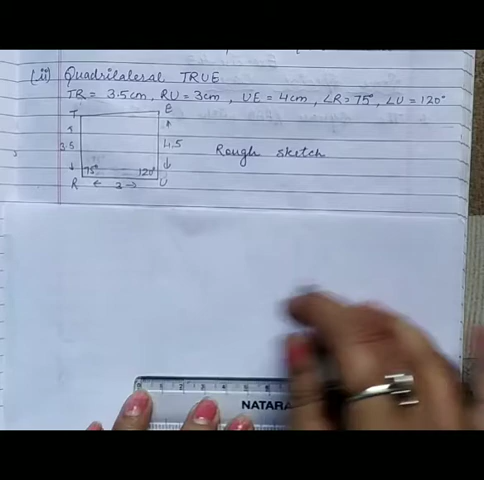 (ii) Quadrilateral TRUE
TR = 3.5cm, RU = 3cm, UE = 4cm, ∠R = 75°, ∠U = 120°
T E
3.5 4.5
75° 120°
R ← 3 → U
Rough sketch
NATARA